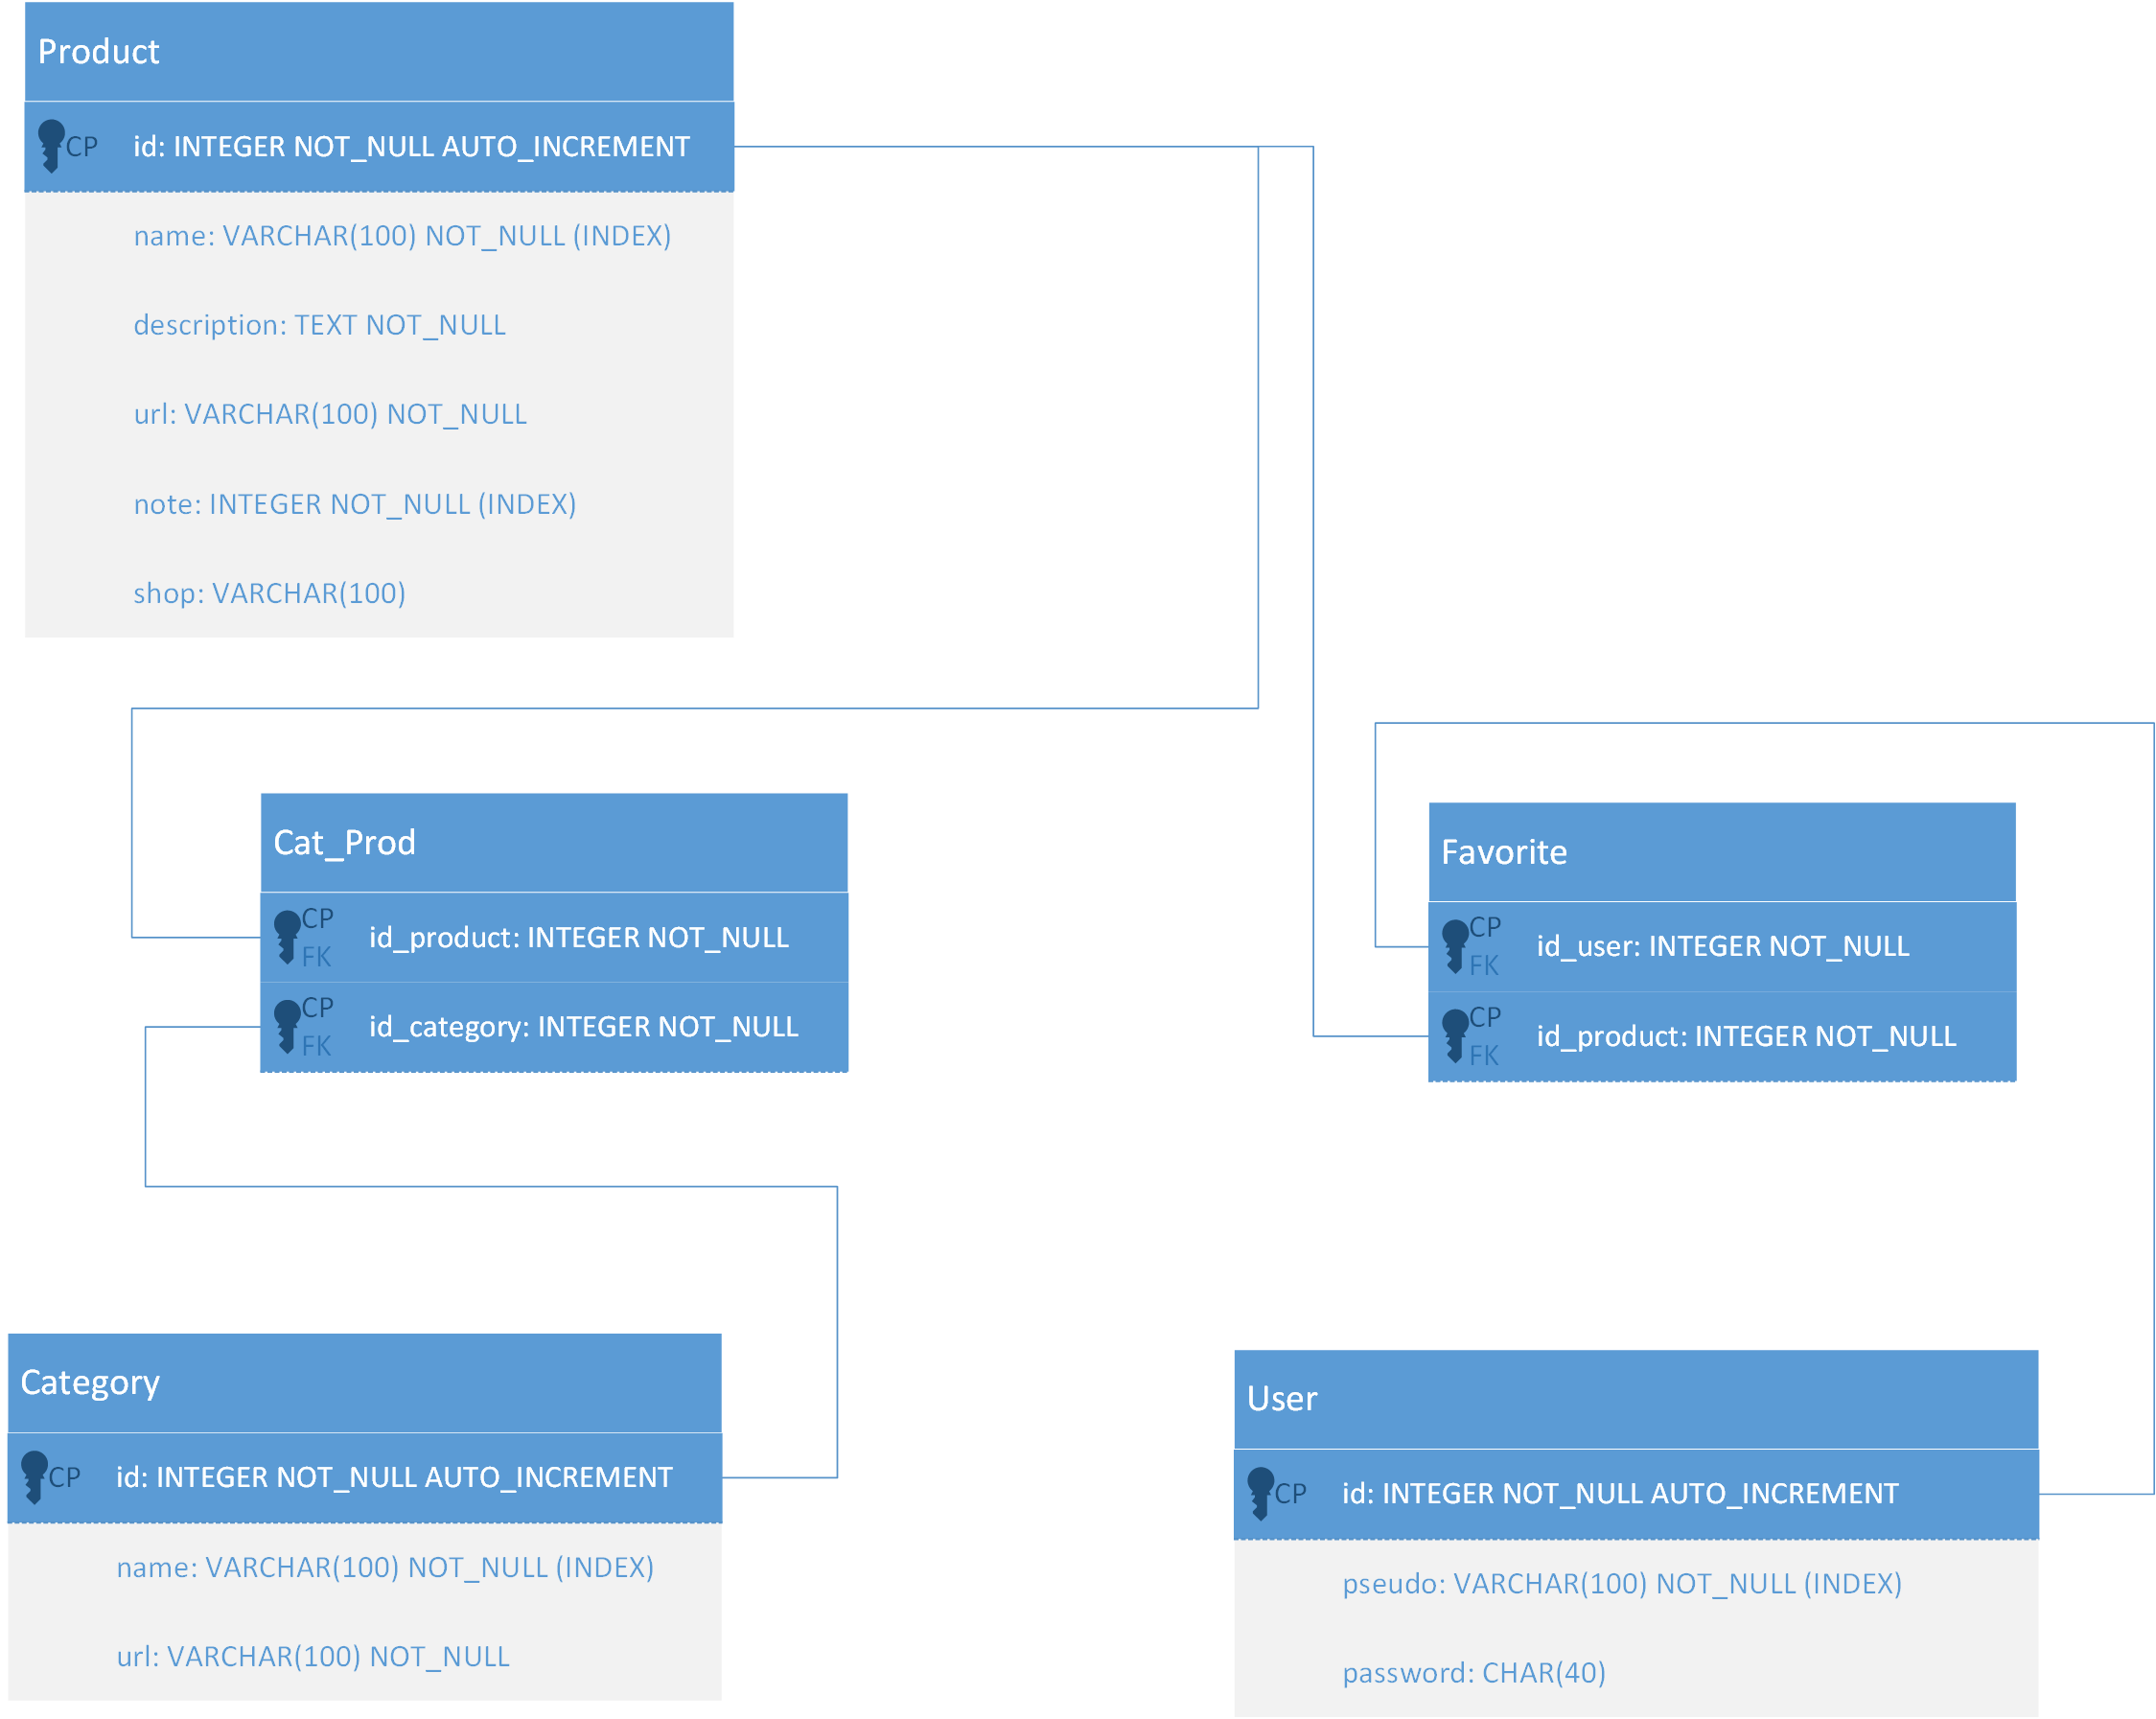 Product
CP id: INTEGER NOT_NULL AUTO_INCREMENT
name: VARCHAR(100) NOT_NULL (INDEX)
description: TEXT NOT_NULL
url: VARCHAR(100) NOT_NULL
note: INTEGER NOT_NULL (INDEX)
shop: VARCHAR(100)
Cat_Prod
CP
FK
id_product: INTEGER NOT_NULL
CP
FK
id_category: INTEGER NOT_NULL
Favorite
CP
FK
id_user: INTEGER NOT_NULL
CP
FK
id_product: INTEGER NOT_NULL
Category
CP id: INTEGER NOT_NULL AUTO_INCREMENT
name: VARCHAR(100) NOT_NULL (INDEX)
url: VARCHAR(100) NOT_NULL
User
CP id: INTEGER NOT_NULL AUTO_INCREMENT
pseudo: VARCHAR(100) NOT_NULL (INDEX)
password: CHAR(40)